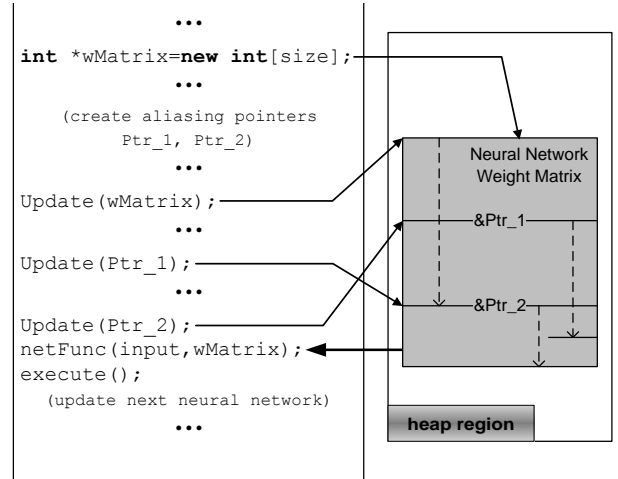 •••
int *wMatrix=new int[size];
•••
(create aliasing pointers
Ptr_1, Ptr_2)
•••
Update(wMatrix);
•••
Update(Ptr_1);
•••
Update(Ptr_2);
netFunc(input,wMatrix);
execute();
(update next neural network)
•••
Neural Network
Weight Matrix
&Ptr_1
&Ptr_2
heap region